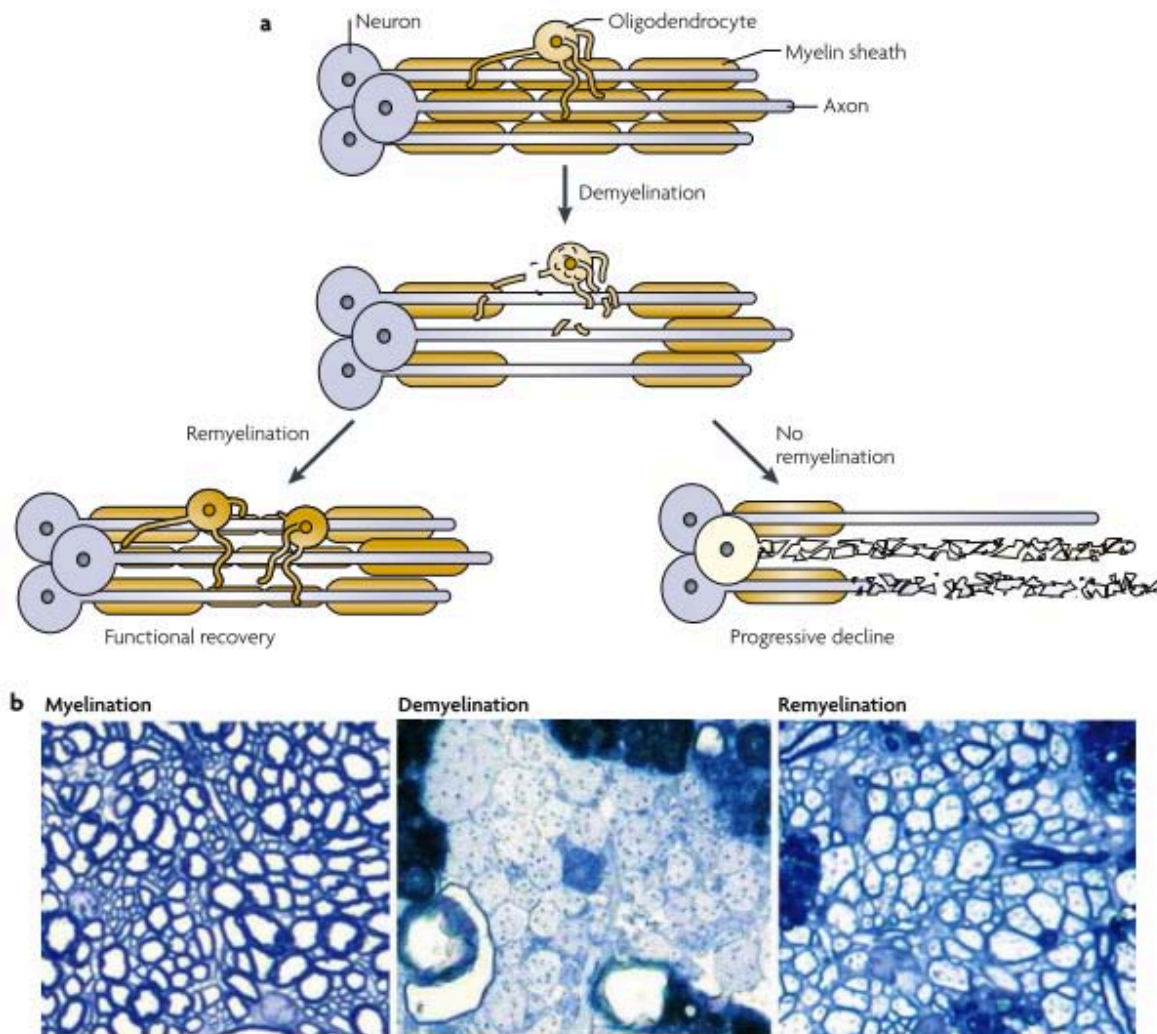 a
Neuron
Oligodendrocyte
Myelin sheath
Axon
Demyelination
Remyelination
No
remyelination
Functional recovery
Progressive decline
b
Myelination
Demyelination
Remyelination